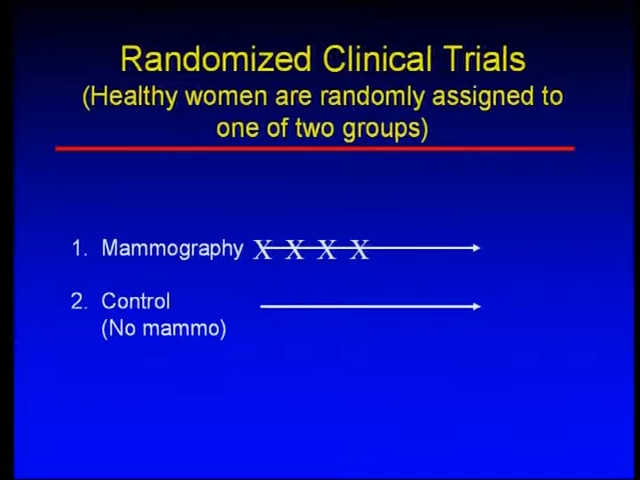 Randomized Clinical Trials
(Healthy women are randomly assigned to
one of two groups)
1. Mammography X X X X
2. Control
(No mammo)